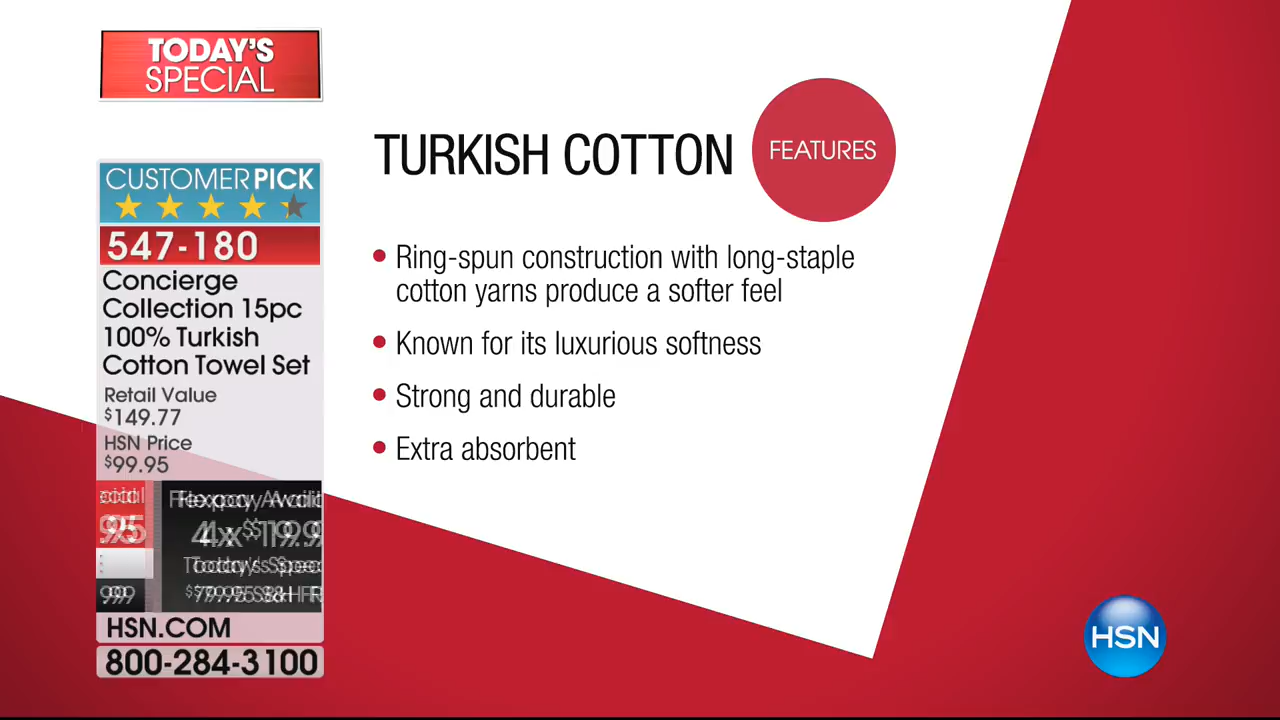 TODAY'S
SPECIAL
TURKISH COTTON
FEATURES
• Ring-spun construction with long-staple
cotton yarns produce a softer feel
• Known for its luxurious softness
• Strong and durable
• Extra absorbent
CUSTOMER PICK
547-180
Concierge
Collection 15pc
100% Turkish
Cotton Towel Set
Retail Value
$149.77
HSN Price
$99.95
HSN.COM
800-284-3100
HSN